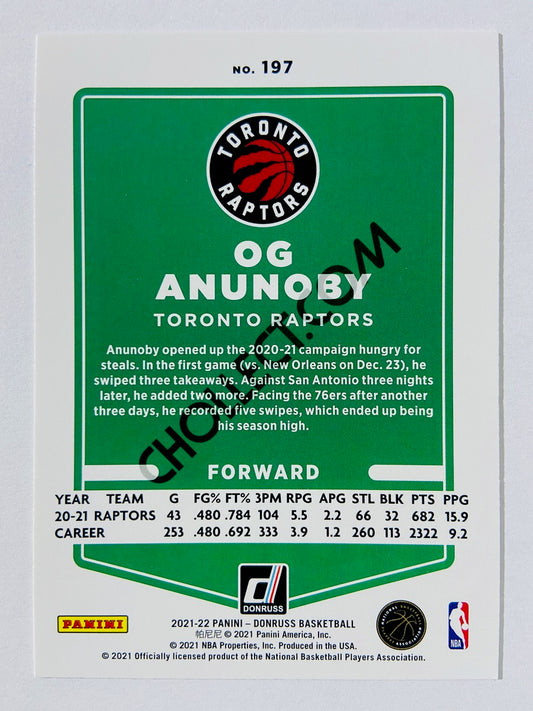 NO. 197
TORONTO
RAPTORS
OG
ANUNOBY
TORONTO RAPTORS
Anunoby opened up the 2020-21 campaign hungry for
steals. In the first game (vs. New Orleans on Dec. 23), he
swiped three takeaways. Against San Antonio three nights
later, he added two more. Facing the 76ers after another
three days, he recorded five swipes, which ended up being
his season high.
CHOLLECT.COM
FORWARD
YEAR TEAM G FG% FT% 3PM RPG APG STL BLK PTS PPG
20-21 RAPTORS 43 .480 .784 104 5.5 2.2 66 32 682 15.9
CAREER 253 .480 .692 333 3.9 1.2 260 113 2322 9.2
DONRUSS
PANINI
2021-22 PANINI – DONRUSS BASKETBALL
帕尼尼 © 2021 Panini America, Inc.
© 2021 NBA Properties, Inc. Produced in the USA.
© 2021 Officially licensed product of the National Basketball Players Association.
NBA